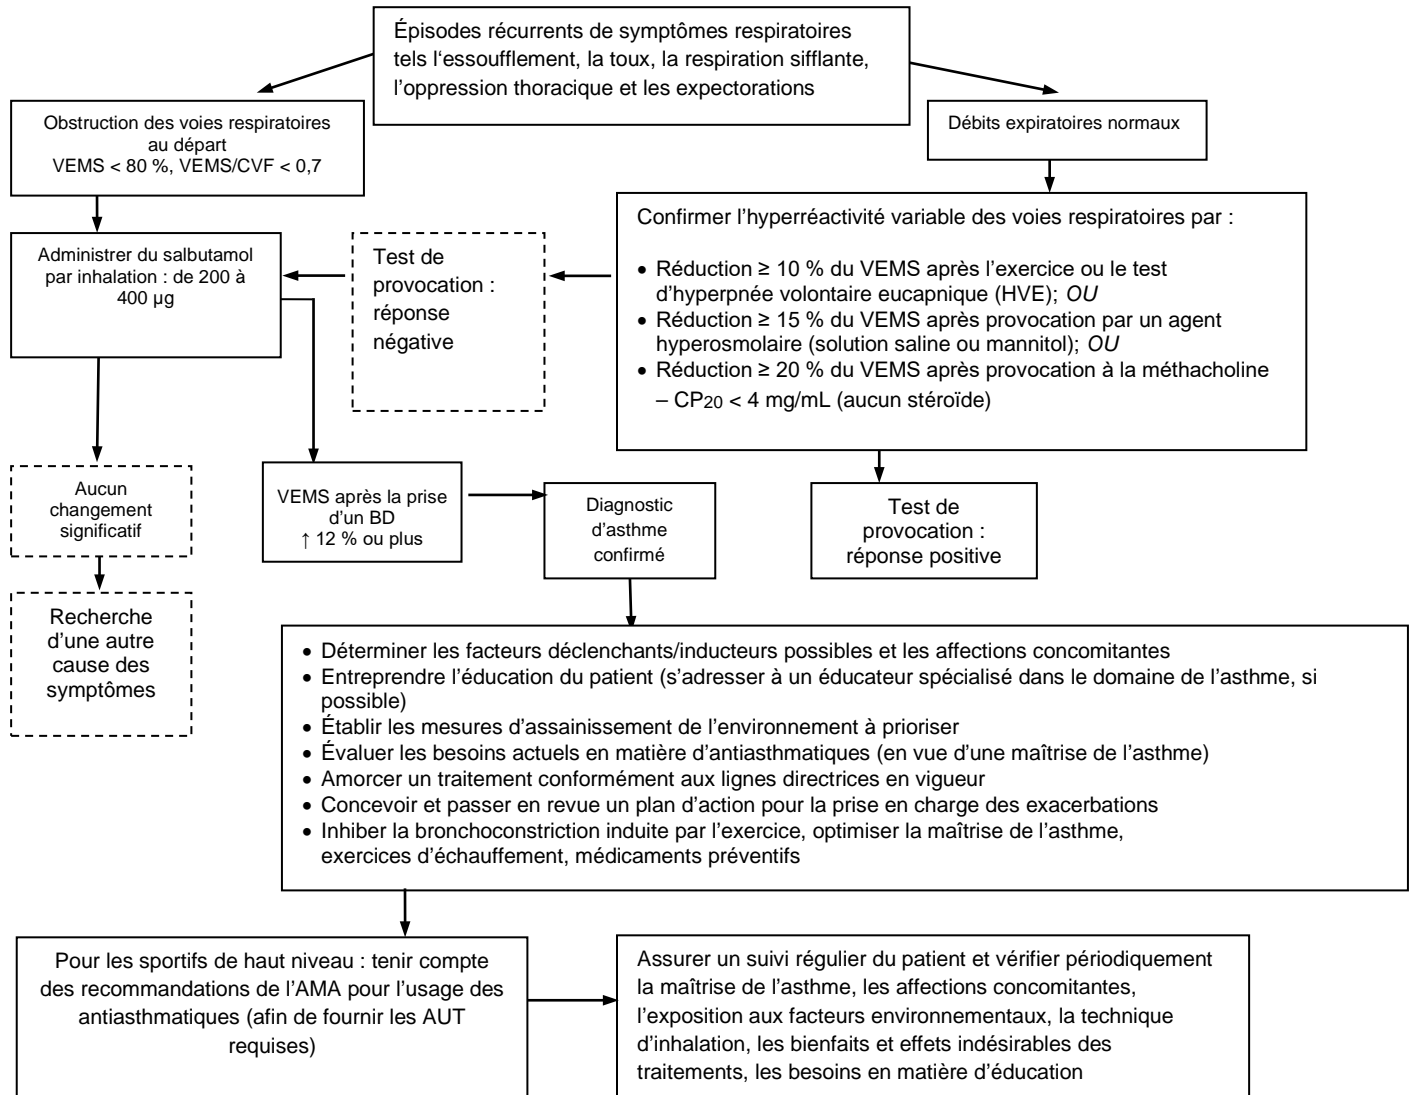 Épisodes récurrents de symptômes respiratoires
tels l‘essoufflement, la toux, la respiration sifflante,
l’oppression thoracique et les expectorations
Obstruction des voies respiratoires
au départ
VEMS < 80 %, VEMS/CVF < 0,7
Débits expiratoires normaux
Confirmer l’hyperréactivité variable des voies respiratoires par :
• Réduction ≥ 10 % du VEMS après l’exercice ou le test
d’hyperpnée volontaire eucapnique (HVE); OU
• Réduction ≥ 15 % du VEMS après provocation par un agent
hyperosmolaire (solution saline ou mannitol); OU
• Réduction ≥ 20 % du VEMS après provocation à la méthacholine
– CP20 < 4 mg/mL (aucun stéroïde)
Test de
provocation :
réponse
négative
Administrer du salbutamol
par inhalation : de 200 à
400 µg
Aucun
changement
significatif
VEMS après la prise
d’un BD
↑ 12 % ou plus
Diagnostic
d’asthme
confirmé
Test de
provocation :
réponse positive
Recherche
d’une autre
cause des
symptômes
• Déterminer les facteurs déclenchants/inducteurs possibles et les affections concomitantes
• Entreprendre l’éducation du patient (s’adresser à un éducateur spécialisé dans le domaine de l’asthme, si
possible)
• Établir les mesures d’assainissement de l’environnement à prioriser
• Évaluer les besoins actuels en matière d’antiasthmatiques (en vue d’une maîtrise de l’asthme)
• Amorcer un traitement conformément aux lignes directrices en vigueur
• Concevoir et passer en revue un plan d’action pour la prise en charge des exacerbations
• Inhiber la bronchoconstriction induite par l’exercice, optimiser la maîtrise de l’asthme,
exercices d’échauffement, médicaments préventifs
Pour les sportifs de haut niveau : tenir compte
des recommandations de l’AMA pour l’usage des
antiasthmatiques (afin de fournir les AUT
requises)
Assurer un suivi régulier du patient et vérifier périodiquement
la maîtrise de l’asthme, les affections concomitantes,
l’exposition aux facteurs environnementaux, la technique
d’inhalation, les bienfaits et effets indésirables des
traitements, les besoins en matière d’éducation